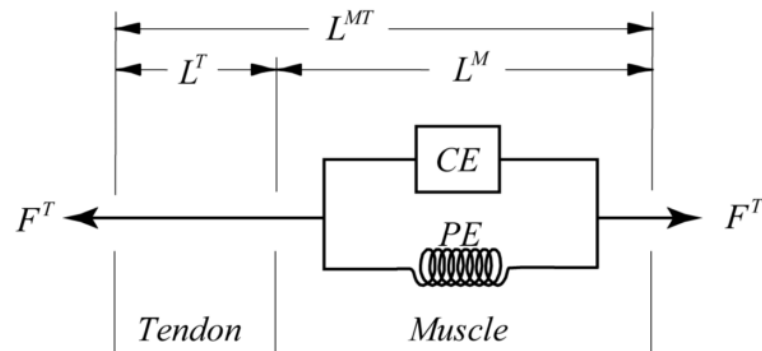 L^{MT}
L^T L^M
CE
F^T F^T
PE
Tendon Muscle